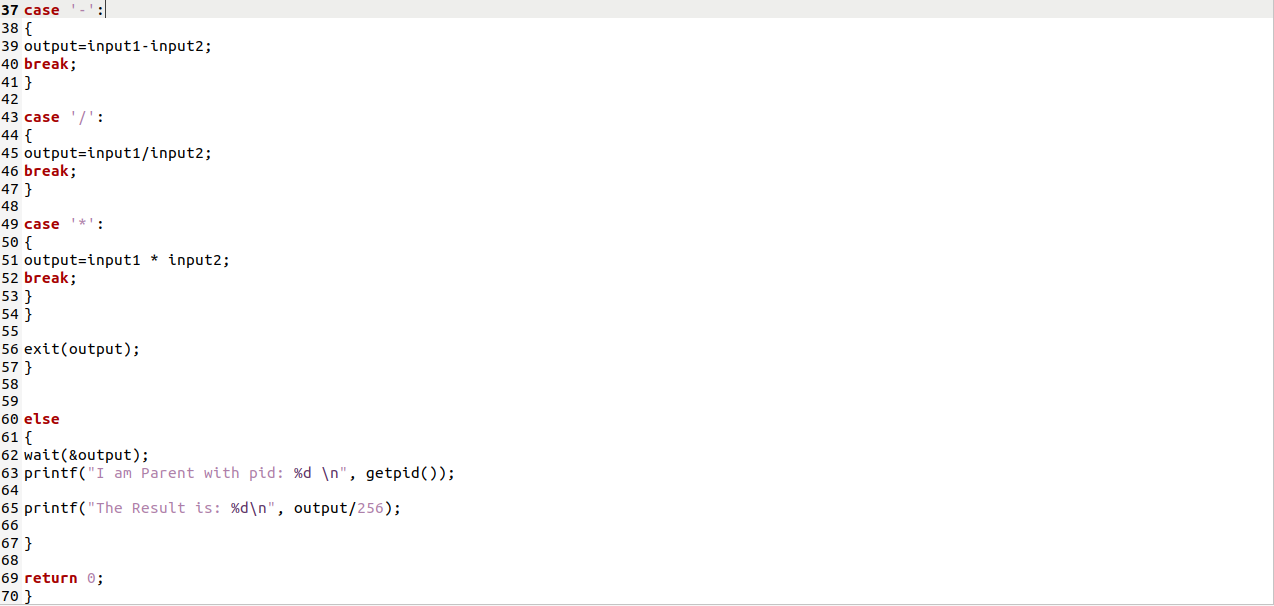 37 case '-':
38 {
39 output=input1-input2;
40 break;
41 }
42
43 case '/':
44 {
45 output=input1/input2;
46 break;
47 }
48
49 case '*':
50 {
51 output=input1 * input2;
52 break;
53 }
54 }
55
56 exit(output);
57 }
58
59
60 else
61 {
62 wait(&output);
63 printf("I am Parent with pid: %d \n", getpid());
64
65 printf("The Result is: %d\n", output/256);
66
67 }
68
69 return 0;
70 }